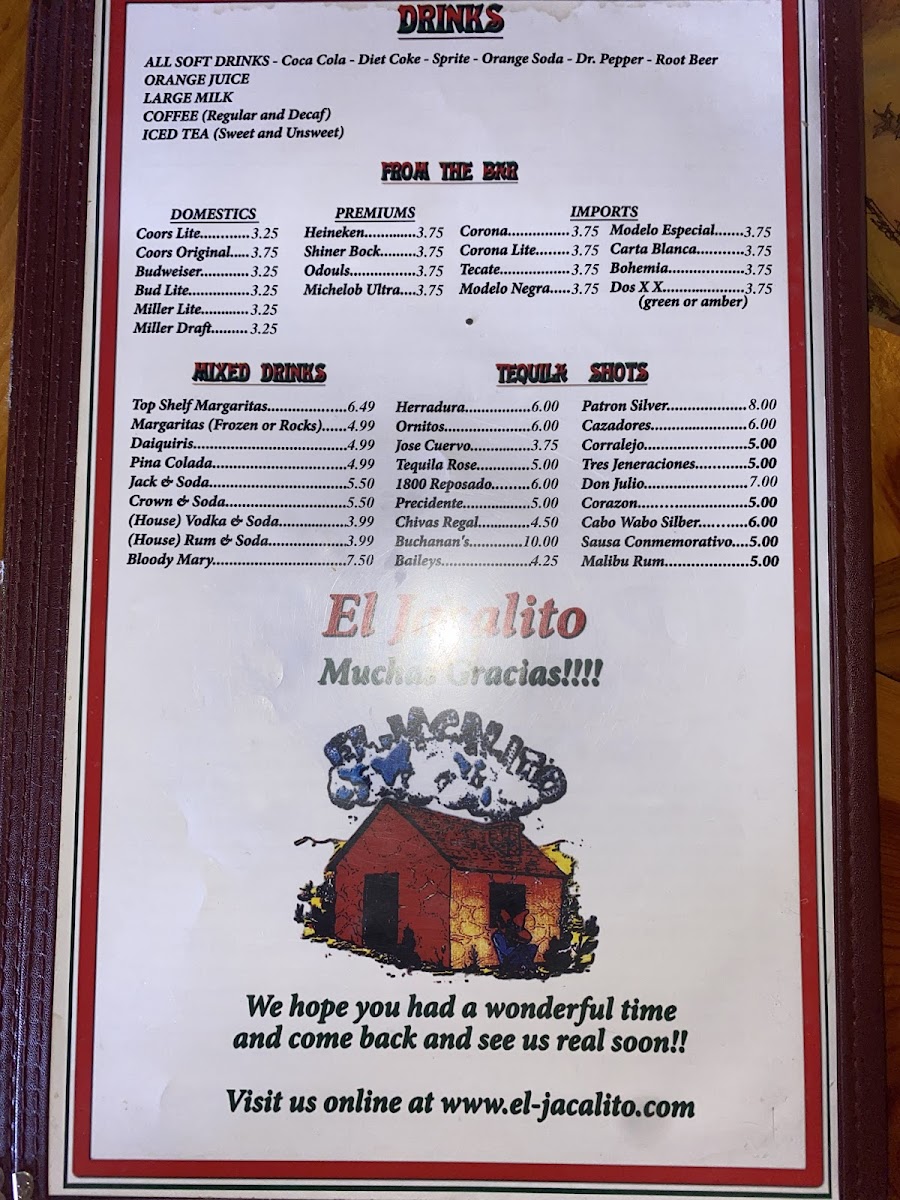 DRINKS
ALL SOFT DRINKS - Coca Cola - Diet Coke - Sprite - Orange Soda - Dr. Pepper - Root Beer
ORANGE JUICE
LARGE MILK
COFFEE (Regular and Decaf)
ICED TEA (Sweet and Unsweet)
FROM THE BAR
DOMESTICS
Coors Lite............3.25
Coors Original.....3.75
Budweiser............3.25
Bud Lite...............3.25
Miller Lite............3.25
Miller Draft.........3.25
PREMIUMS
Heineken.............3.75
Shiner Bock.........3.75
Odouls.................3.75
Michelob Ultra....3.75
IMPORTS
Corona...............3.75
Corona Lite.........3.75
Tecate.................3.75
Modelo Negra.....3.75
Modelo Especial.......3.75
Carta Blanca...........3.75
Bohemia..................3.75
Dos X X....................3.75
(green or amber)
MIXED DRINKS
Top Shelf Margaritas....................6.49
Margaritas (Frozen or Rocks)......4.99
Daiquiris.......................................4.99
Pina Colada..................................4.99
Jack & Soda...................................5.50
Crown & Soda...............................5.50
(House) Vodka & Soda.................3.99
(House) Rum & Soda....................3.99
Bloody Mary.................................7.50
TEQUILA SHOTS
Herradura.................6.00
Ornitos......................6.00
Jose Cuervo...............3.75
Tequila Rose.............5.00
1800 Reposado.........6.00
Precidente.................5.00
Chivas Regal.............4.50
Buchanan's.............10.00
Baileys.......................4.25
Patron Silver...................8.00
Cazadores.......................6.00
Corralejo.........................5.00
Tres Jeneraciones............5.00
Don Julio.........................7.00
Corazon...........................5.00
Cabo Wabo Silber...........6.00
Sausa Conmemorativo....5.00
Malibu Rum....................5.00
El Jacalito
Muchas Gracias!!!!
EL JACALITO
We hope you had a wonderful time
and come back and see us real soon!!
Visit us online at www.el-jacalito.com